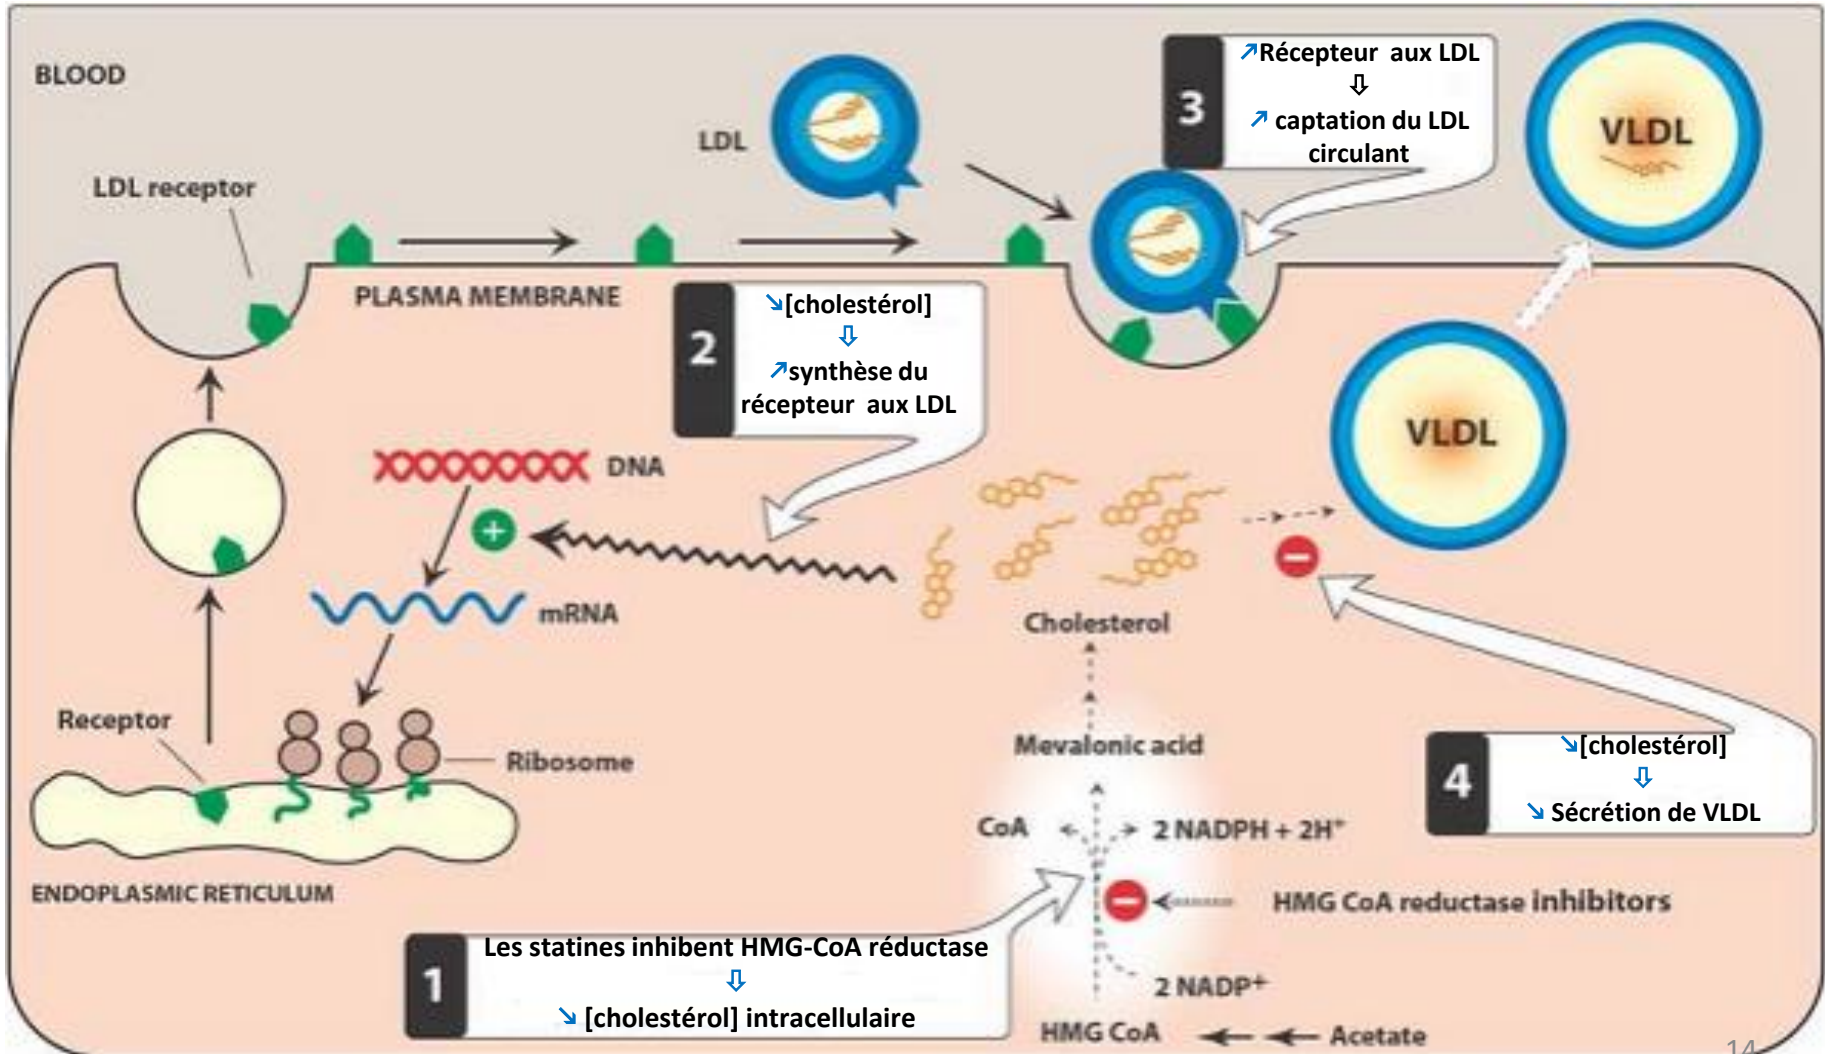 BLOOD
LDL receptor
LDL
3
↗Récepteur aux LDL
⇩
↗ captation du LDL
circulant
VLDL
PLASMA MEMBRANE
2
↘[cholestérol]
⇩
↗synthèse du
récepteur aux LDL
VLDL
DNA
+
mRNA
Cholesterol
−
Receptor
Ribosome
ENDOPLASMIC RETICULUM
Mevalonic acid
CoA
2 NADPH + 2H⁺
−
HMG CoA reductase inhibitors
2 NADP⁺
HMG CoA
Acetate
4
↘[cholestérol]
⇩
↘ Sécrétion de VLDL
1
Les statines inhibent HMG-CoA réductase
⇩
↘ [cholestérol] intracellulaire
14